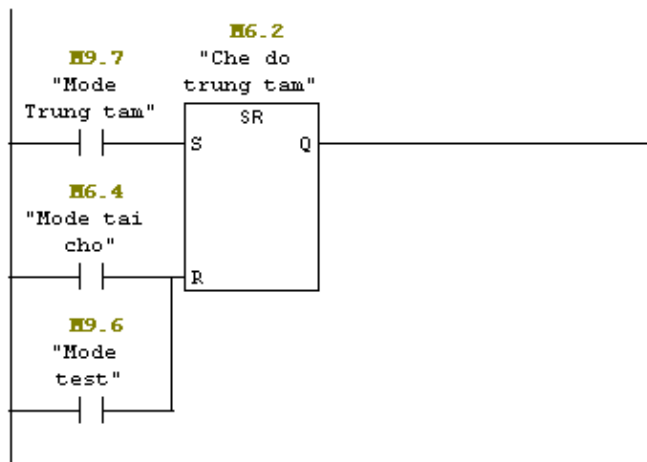 M6.2
"Che do
trung tam"
M9.7
"Mode
Trung tam"
SR
S
Q
M6.4
"Mode tai
cho"
R
M9.6
"Mode
test"